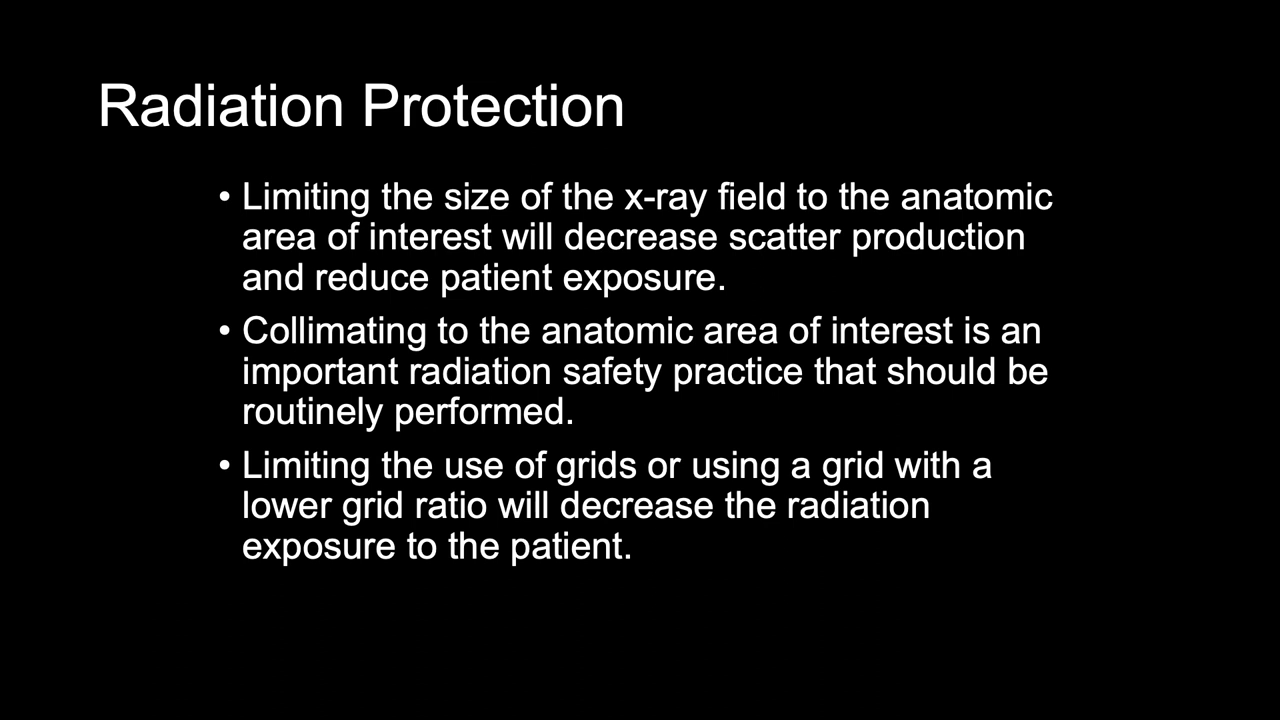 Radiation Protection
• Limiting the size of the x-ray field to the anatomic
area of interest will decrease scatter production
and reduce patient exposure.
• Collimating to the anatomic area of interest is an
important radiation safety practice that should be
routinely performed.
• Limiting the use of grids or using a grid with a
lower grid ratio will decrease the radiation
exposure to the patient.